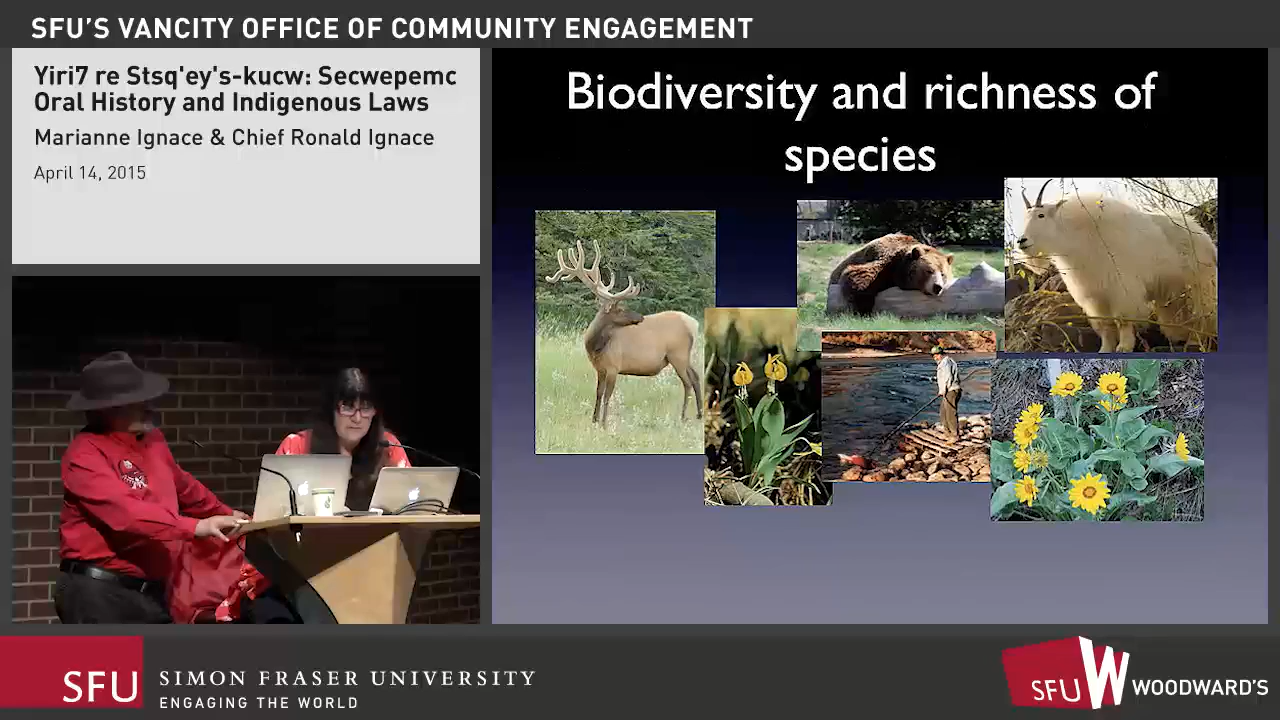 SFU'S VANCITY OFFICE OF COMMUNITY ENGAGEMENT
Yiri7 re Stsq'ey's-kucw: Secwepemc
Oral History and Indigenous Laws
Marianne Ignace & Chief Ronald Ignace
April 14, 2015
Biodiversity and richness of
species
SFU SIMON FRASER UNIVERSITY
ENGAGING THE WORLD
SFU W WOODWARD'S